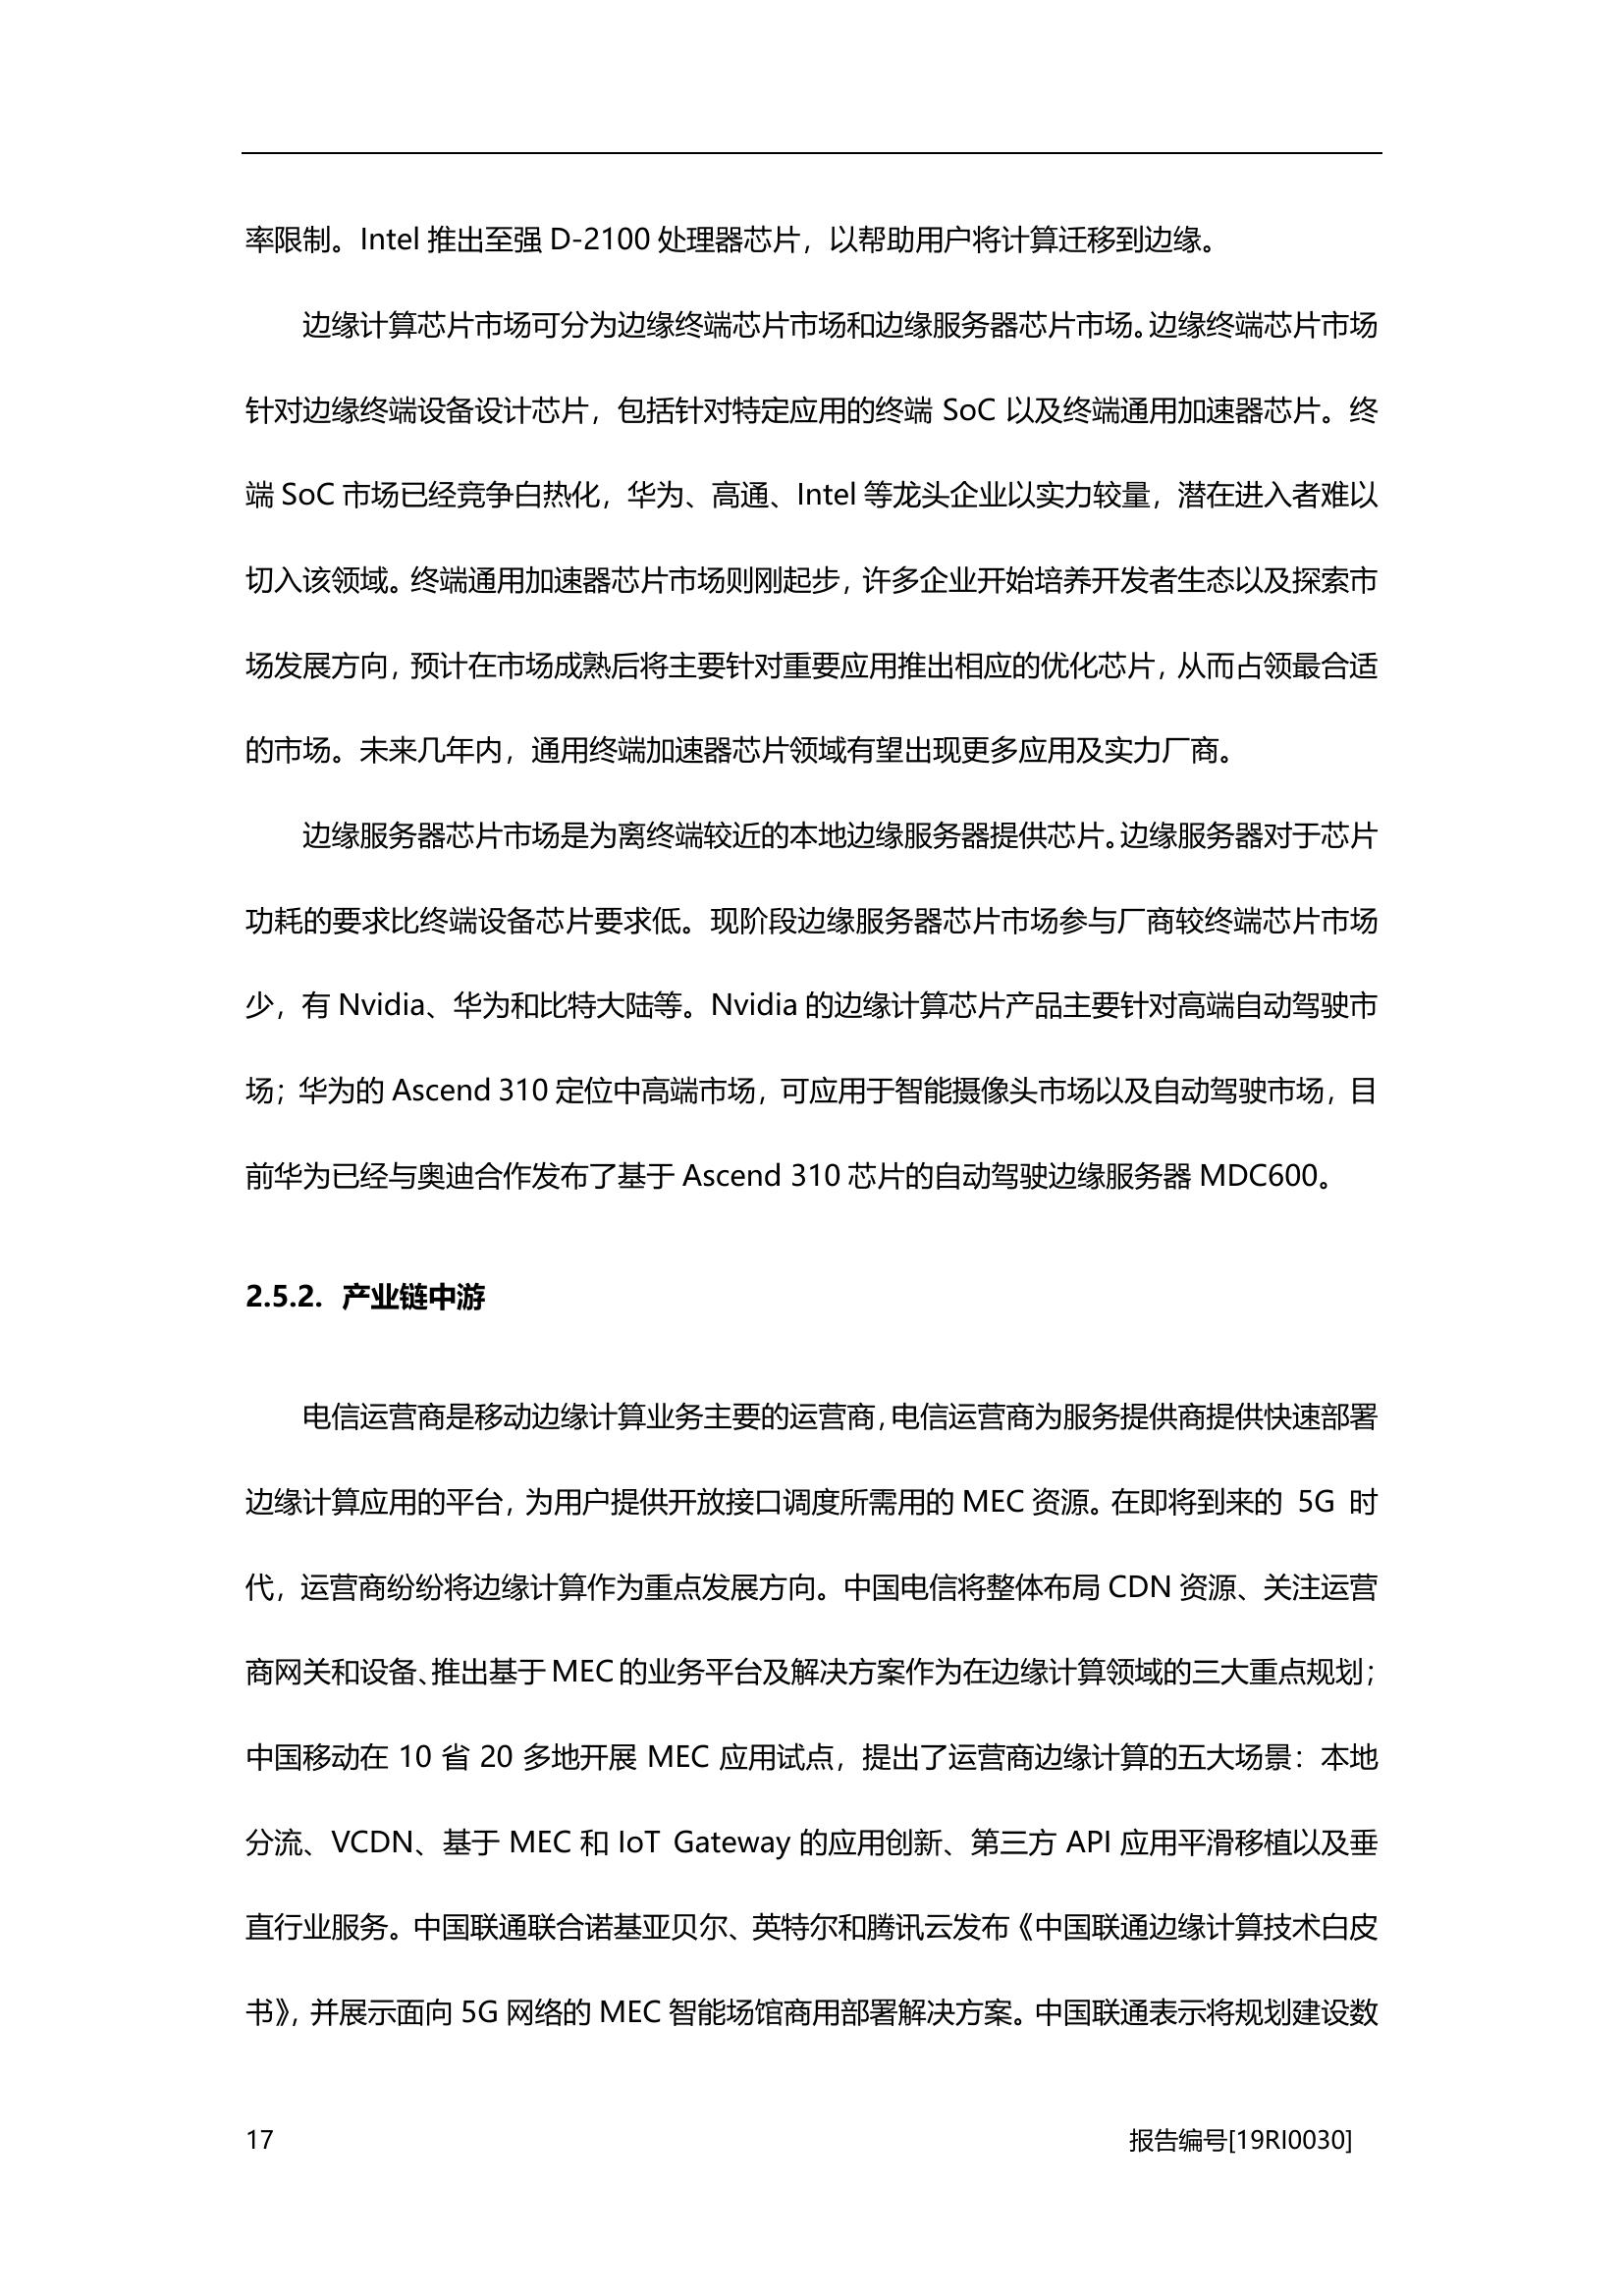 率限制。Intel 推出至强 D-2100 处理器芯片，以帮助用户将计算迁移到边缘。
边缘计算芯片市场可分为边缘终端芯片市场和边缘服务器芯片市场。边缘终端芯片市场
针对边缘终端设备设计芯片，包括针对特定应用的终端 SoC 以及终端通用加速器芯片。终
端 SoC 市场已经竞争白热化，华为、高通、Intel 等龙头企业以实力较量，潜在进入者难以
切入该领域。终端通用加速器芯片市场则刚起步，许多企业开始培养开发者生态以及探索市
场发展方向，预计在市场成熟后将主要针对重要应用推出相应的优化芯片，从而占领最合适
的市场。未来几年内，通用终端加速器芯片领域有望出现更多应用及实力厂商。
边缘服务器芯片市场是为离终端较近的本地边缘服务器提供芯片。边缘服务器对于芯片
功耗的要求比终端设备芯片要求低。现阶段边缘服务器芯片市场参与厂商较终端芯片市场
少，有 Nvidia、华为和比特大陆等。Nvidia 的边缘计算芯片产品主要针对高端自动驾驶市
场；华为的 Ascend 310 定位中高端市场，可应用于智能摄像头市场以及自动驾驶市场，目
前华为已经与奥迪合作发布了基于 Ascend 310 芯片的自动驾驶边缘服务器 MDC600。
2.5.2. 产业链中游
电信运营商是移动边缘计算业务主要的运营商，电信运营商为服务提供商提供快速部署
边缘计算应用的平台，为用户提供开放接口调度所需用的 MEC 资源。在即将到来的 5G 时
代，运营商纷纷将边缘计算作为重点发展方向。中国电信将整体布局 CDN 资源、关注运营
商网关和设备、推出基于 MEC 的业务平台及解决方案作为在边缘计算领域的三大重点规划；
中国移动在 10 省 20 多地开展 MEC 应用试点，提出了运营商边缘计算的五大场景：本地
分流、VCDN、基于 MEC 和 IoT Gateway 的应用创新、第三方 API 应用平滑移植以及垂
直行业服务。中国联通联合诺基亚贝尔、英特尔和腾讯云发布《中国联通边缘计算技术白皮
书》，并展示面向 5G 网络的 MEC 智能场馆商用部署解决方案。中国联通表示将规划建设数
17 报告编号[19RI0030]